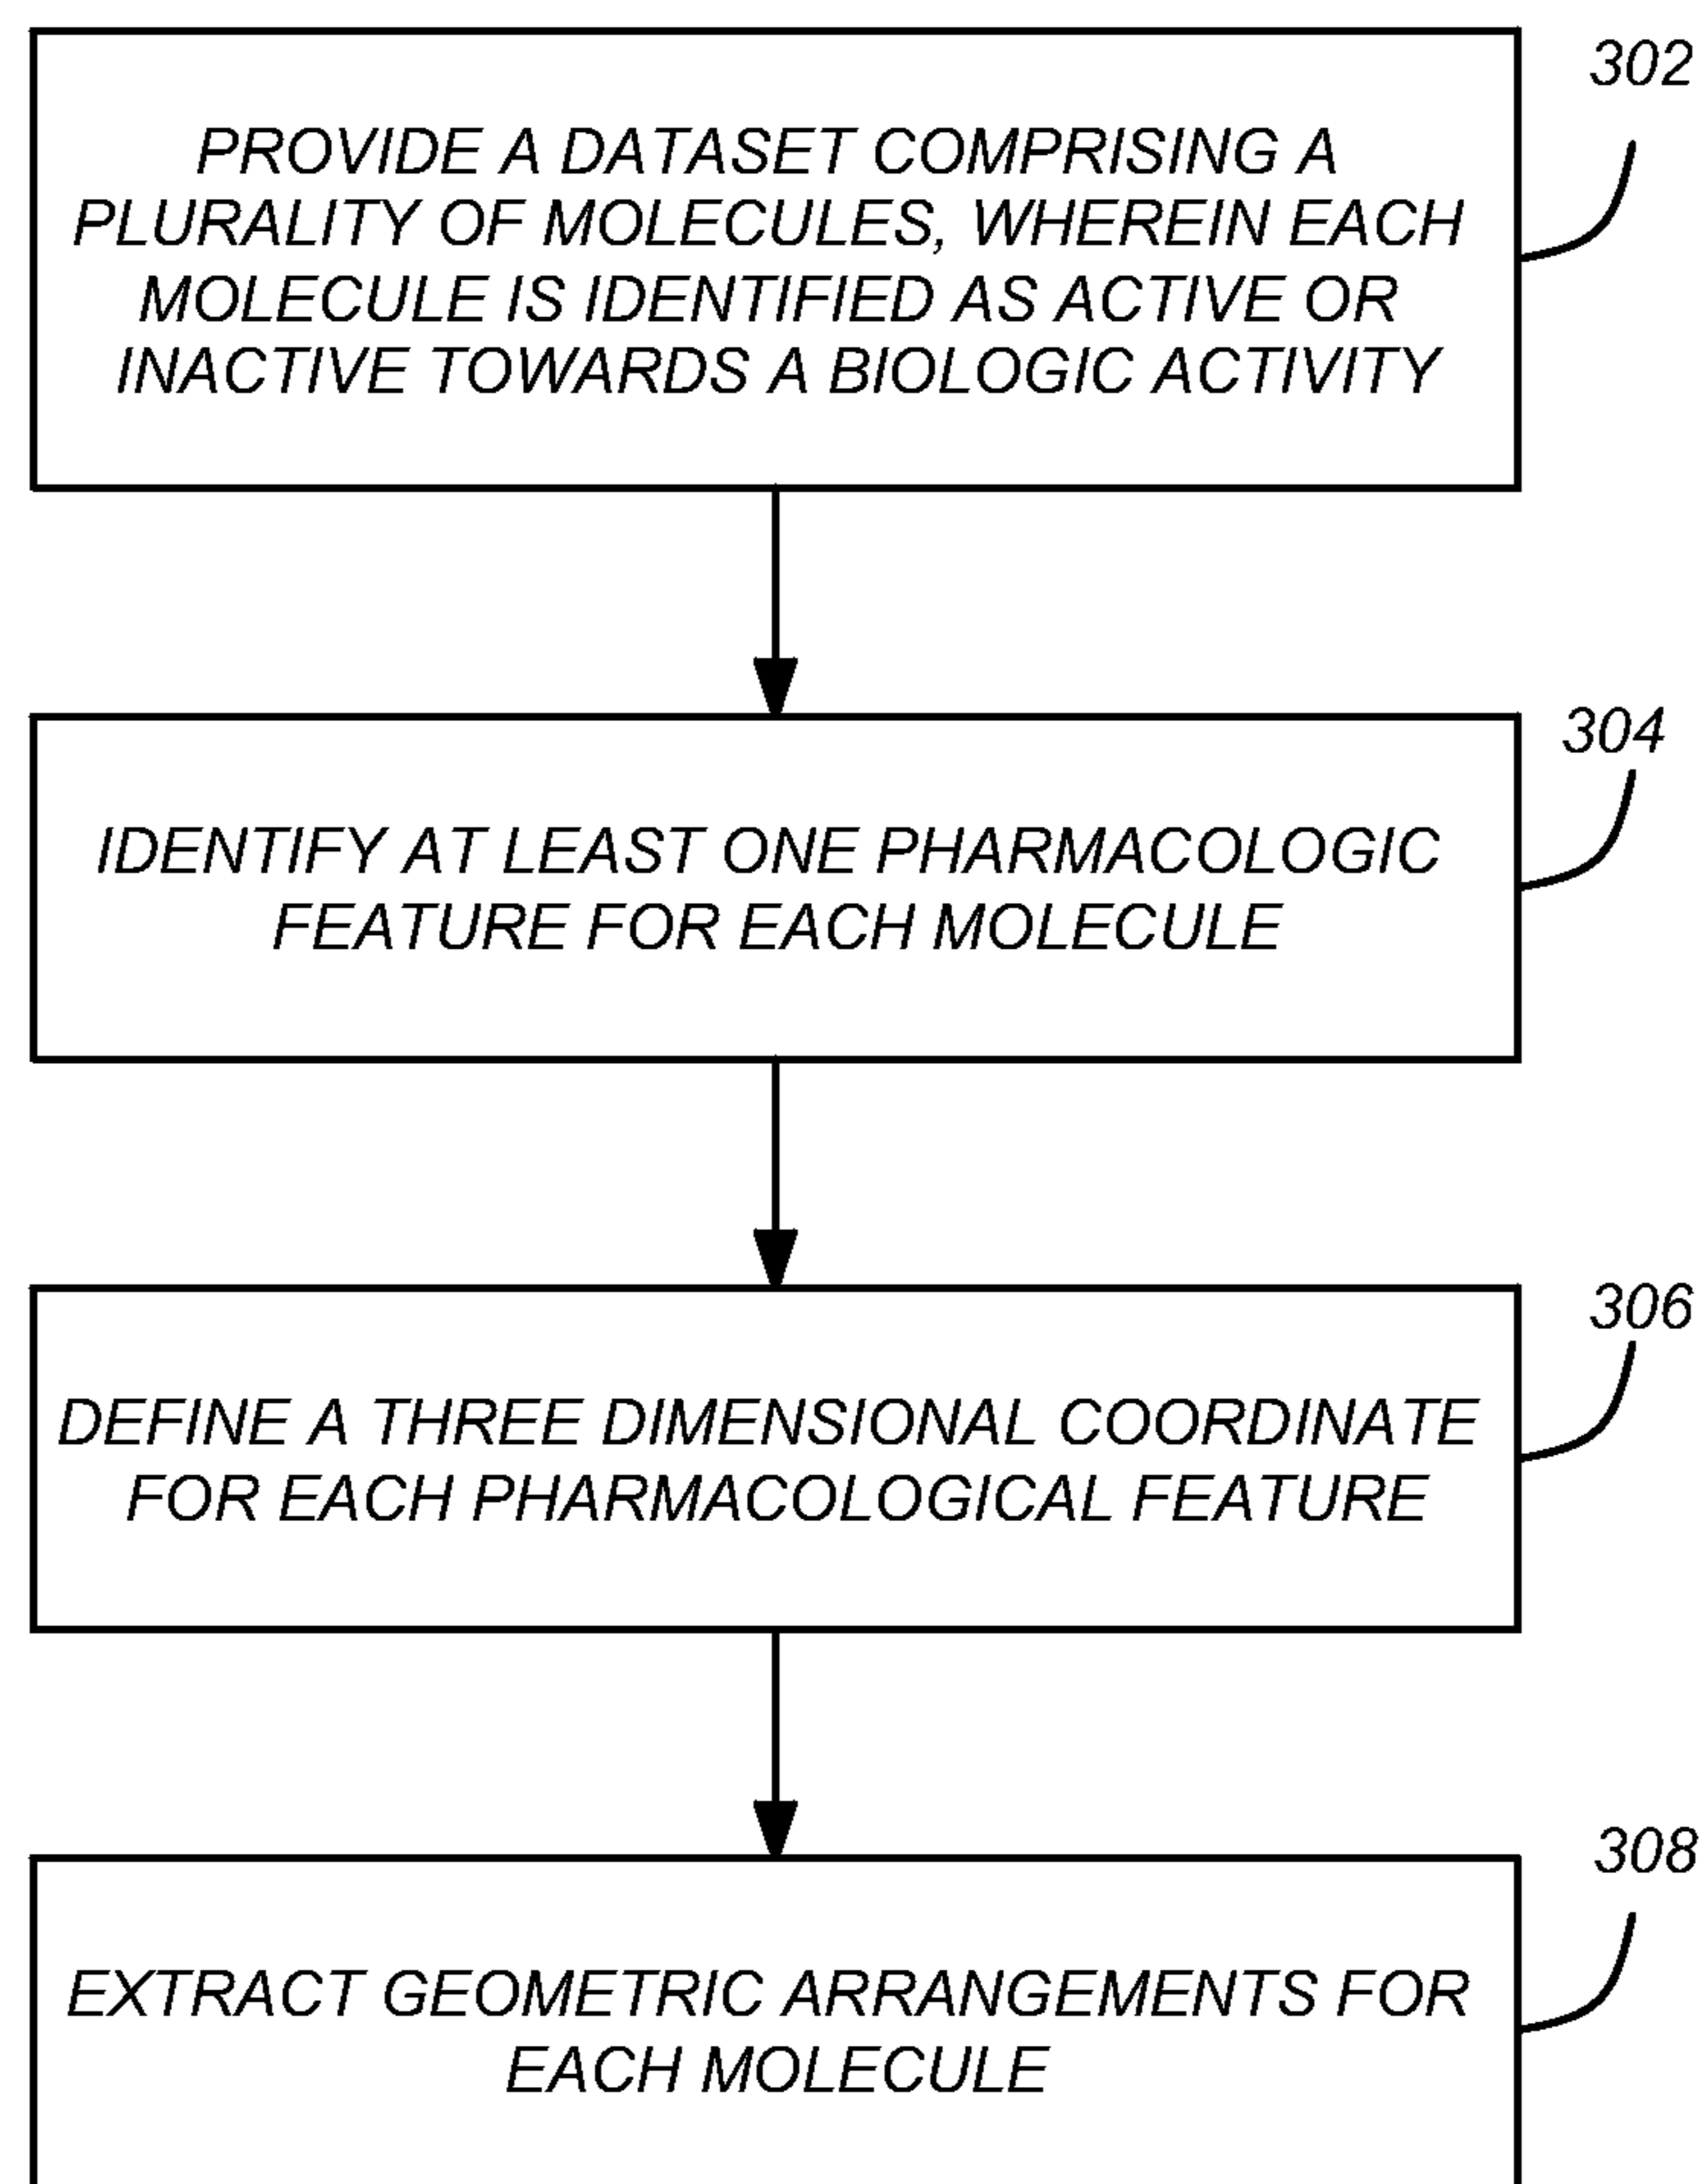 302
PROVIDE A DATASET COMPRISING A
PLURALITY OF MOLECULES, WHEREIN EACH
MOLECULE IS IDENTIFIED AS ACTIVE OR
INACTIVE TOWARDS A BIOLOGIC ACTIVITY
304
IDENTIFY AT LEAST ONE PHARMACOLOGIC
FEATURE FOR EACH MOLECULE
306
DEFINE A THREE DIMENSIONAL COORDINATE
FOR EACH PHARMACOLOGICAL FEATURE
308
EXTRACT GEOMETRIC ARRANGEMENTS FOR
EACH MOLECULE